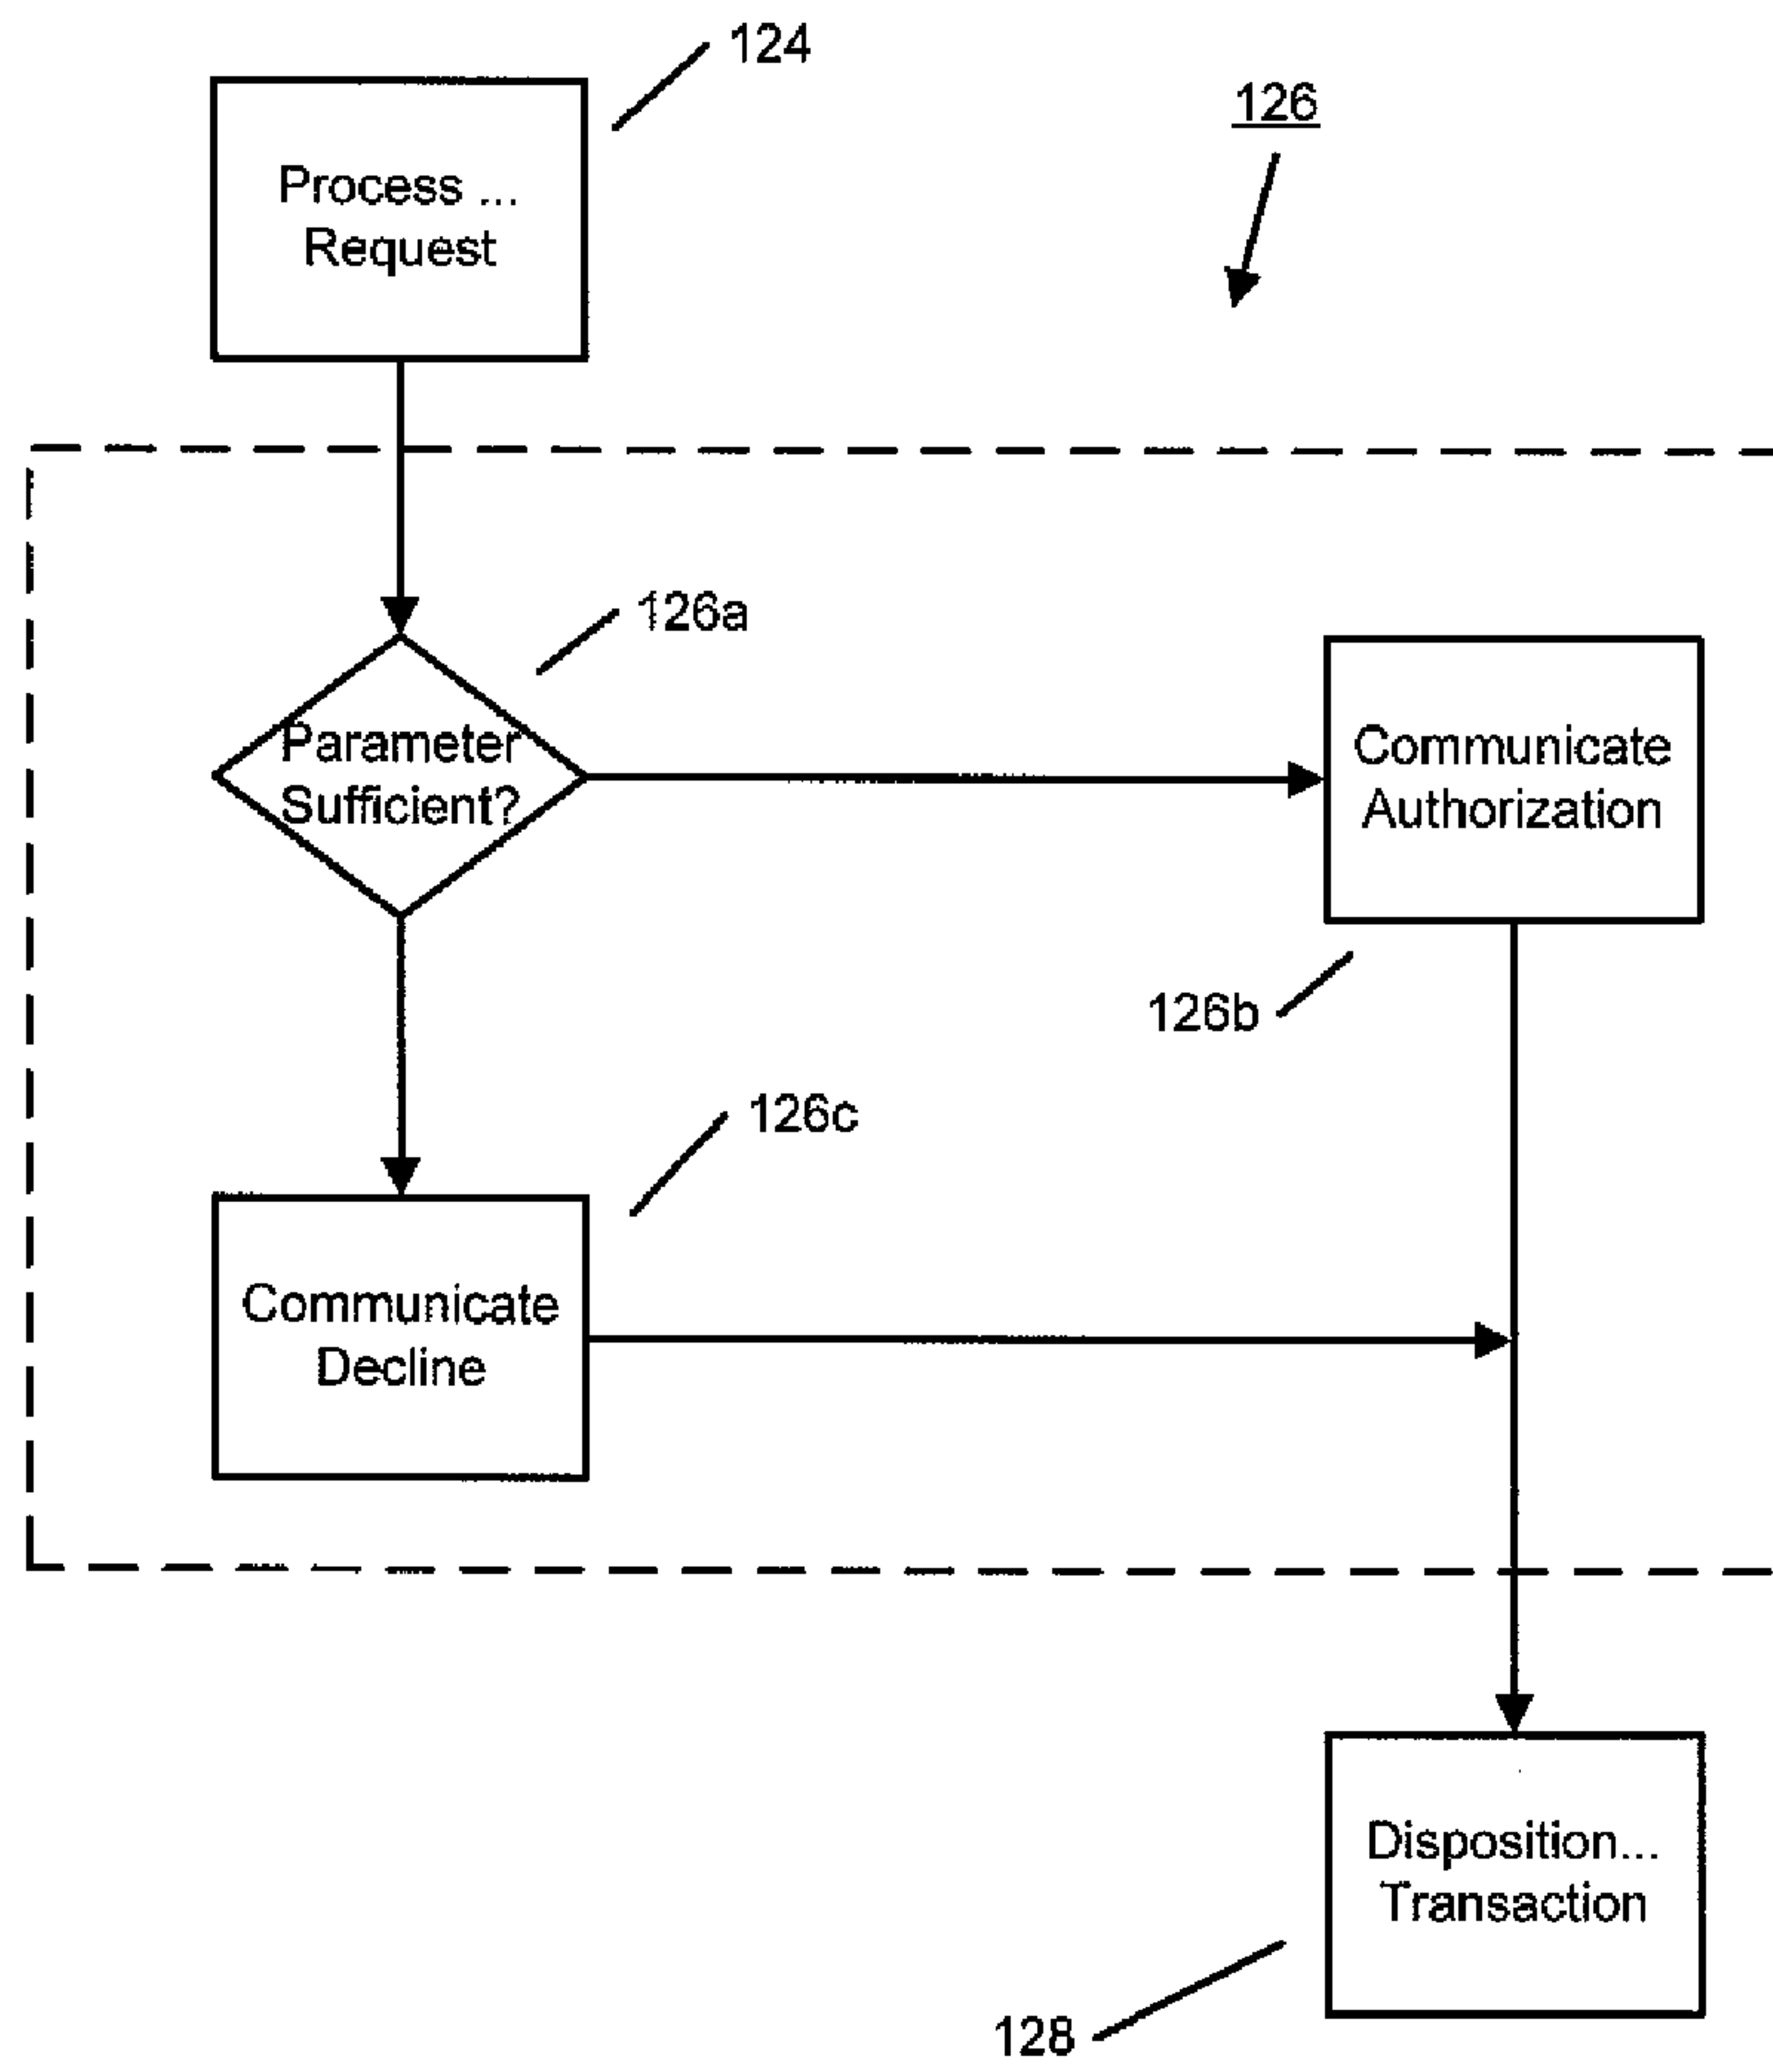 124
126
Process ...
Request
126a
Parameter
Sufficient?
Communicate
Authorization
126b
126c
Communicate
Decline
Disposition...
Transaction
128